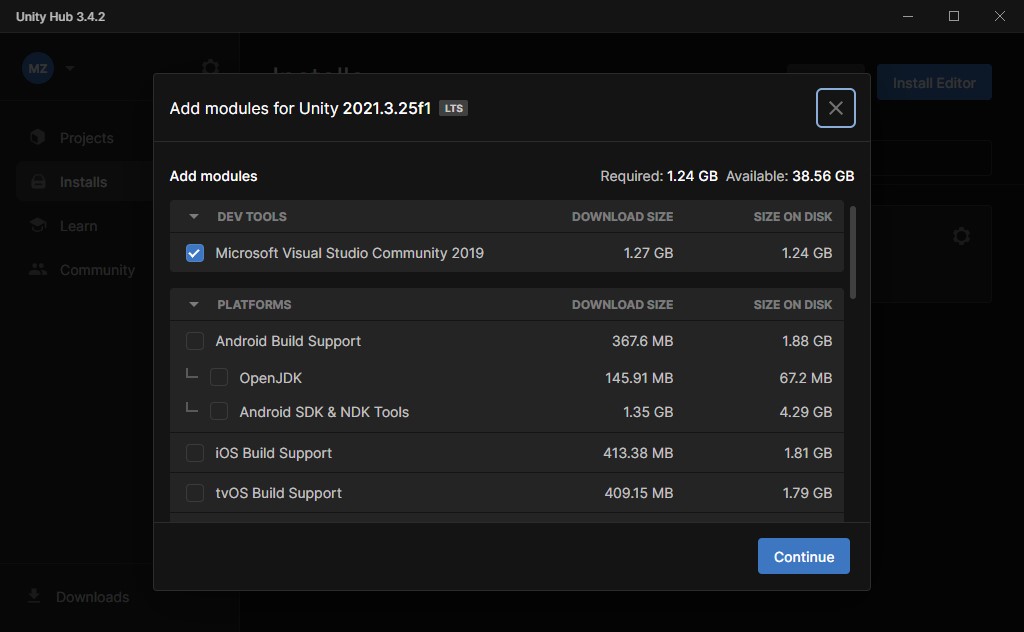 Unity Hub 3.4.2
MZ
Install Editor
Add modules for Unity 2021.3.25f1 LTS
Projects
Installs
Learn
Community
Add modules Required: 1.24 GB Available: 38.56 GB
DEV TOOLS DOWNLOAD SIZE SIZE ON DISK
Microsoft Visual Studio Community 2019 1.27 GB 1.24 GB
PLATFORMS DOWNLOAD SIZE SIZE ON DISK
Android Build Support 367.6 MB 1.88 GB
OpenJDK 145.91 MB 67.2 MB
Android SDK & NDK Tools 1.35 GB 4.29 GB
iOS Build Support 413.38 MB 1.81 GB
tvOS Build Support 409.15 MB 1.79 GB
Continue
Downloads